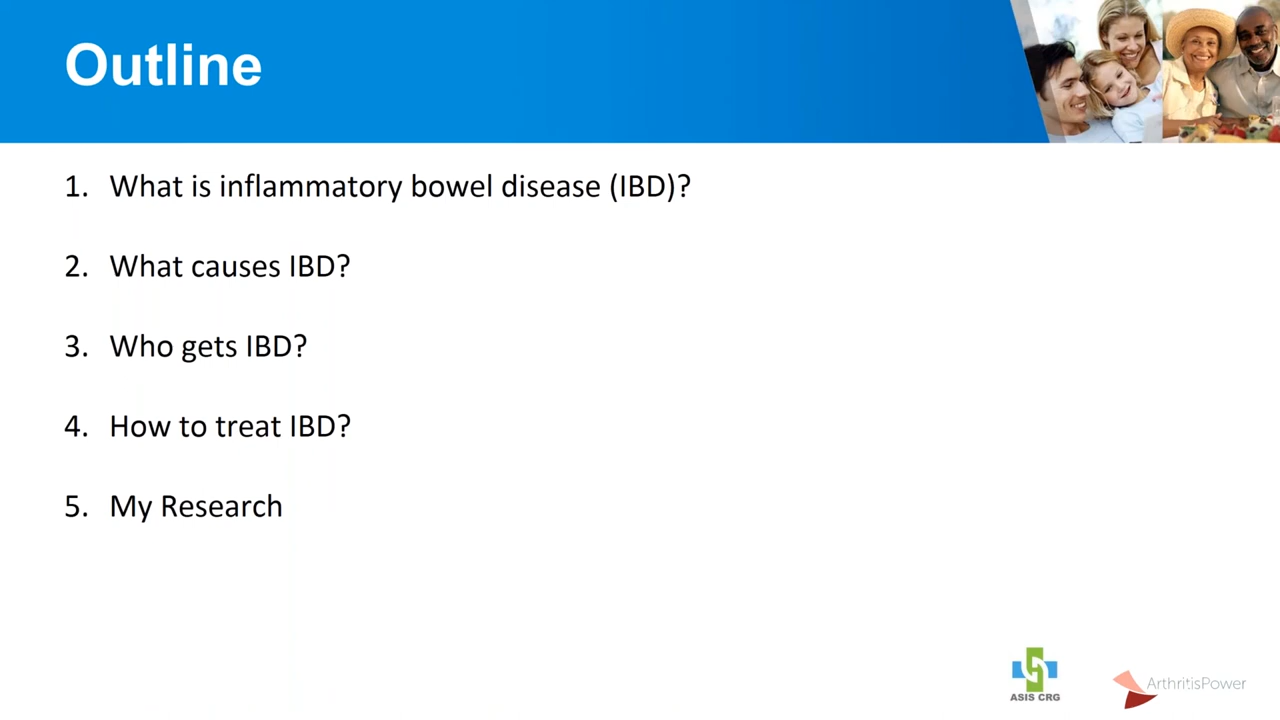 Outline
1. What is inflammatory bowel disease (IBD)?
2. What causes IBD?
3. Who gets IBD?
4. How to treat IBD?
5. My Research
ASIS CRG
ArthritisPower